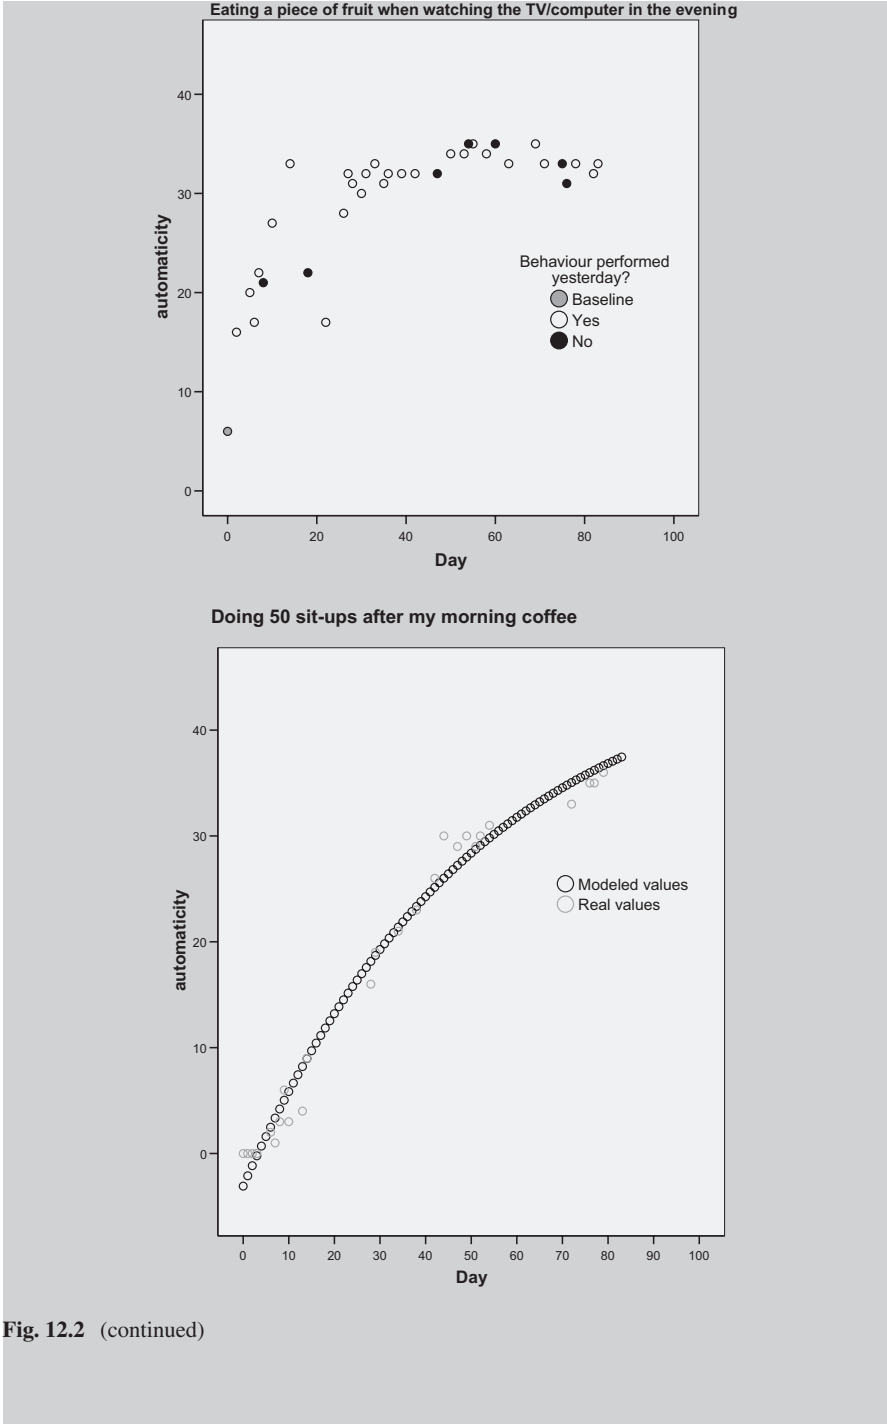 Eating a piece of fruit when watching the TV/computer in the evening
40
30
20
10
0
automaticity
Behaviour performed
yesterday?
Baseline
Yes
No
0 20 40 60 80 100
Day
Doing 50 sit-ups after my morning coffee
40
30
20
10
0
automaticity
Modeled values
Real values
0 10 20 30 40 50 60 70 80 90 100
Day
Fig. 12.2 (continued)